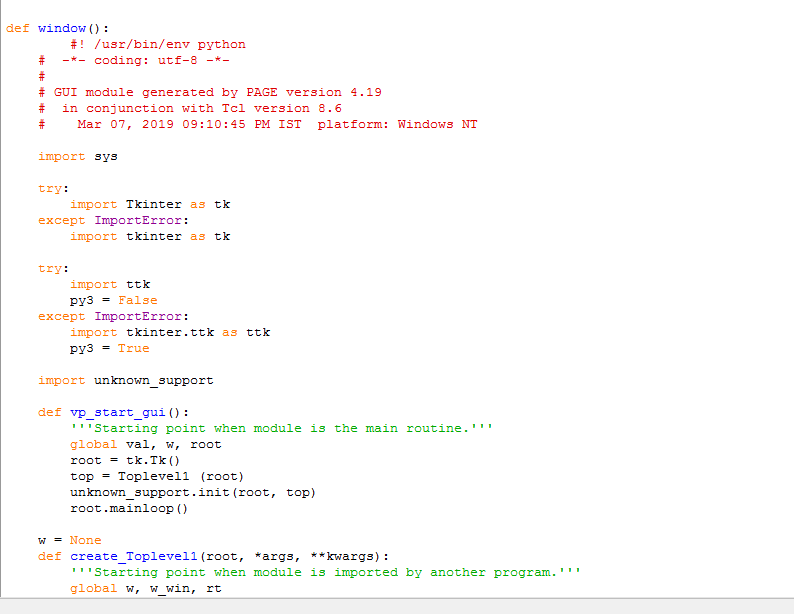 def window():
        #! /usr/bin/env python
    #  -*- coding: utf-8 -*-
    #
    # GUI module generated by PAGE version 4.19
    #  in conjunction with Tcl version 8.6
    #    Mar 07, 2019 09:10:45 PM IST  platform: Windows NT

    import sys

    try:
        import Tkinter as tk
    except ImportError:
        import tkinter as tk

    try:
        import ttk
        py3 = False
    except ImportError:
        import tkinter.ttk as ttk
        py3 = True

    import unknown_support

    def vp_start_gui():
        '''Starting point when module is the main routine.'''
        global val, w, root
        root = tk.Tk()
        top = Toplevel1 (root)
        unknown_support.init(root, top)
        root.mainloop()

    w = None
    def create_Toplevel1(root, *args, **kwargs):
        '''Starting point when module is imported by another program.'''
        global w, w_win, rt